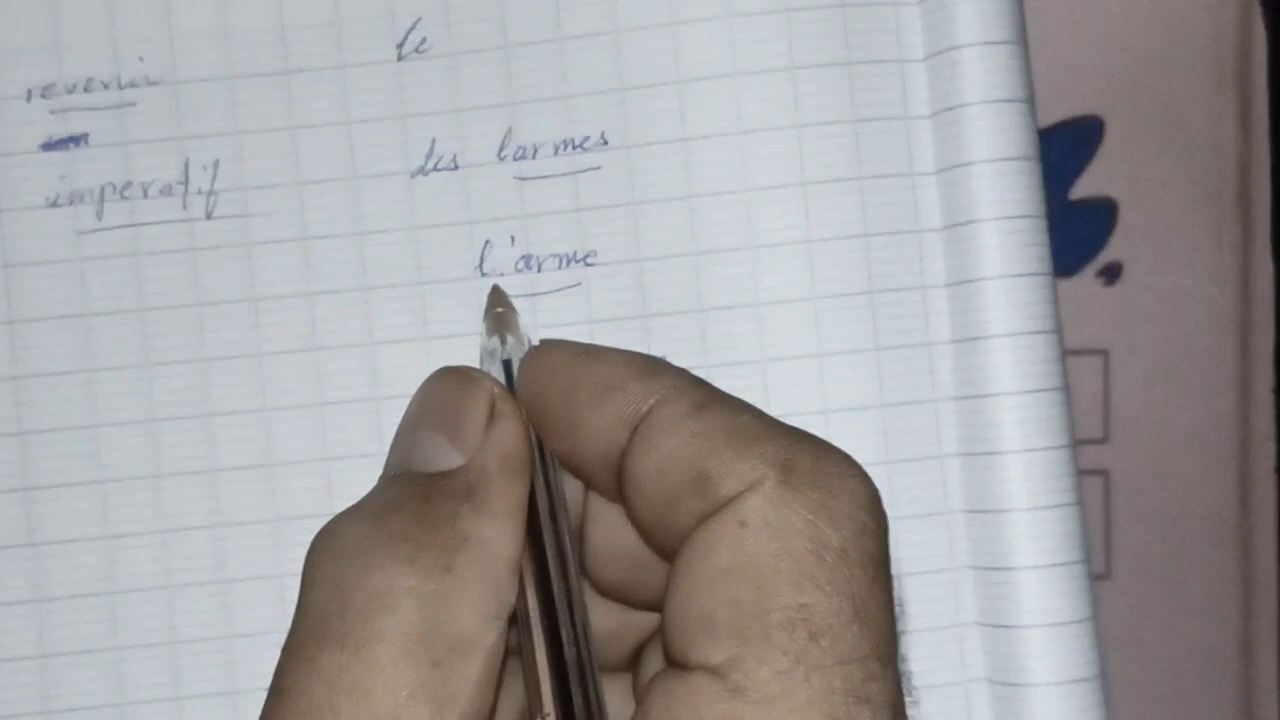 le
revenir
des larmes
imperatif
l'arme